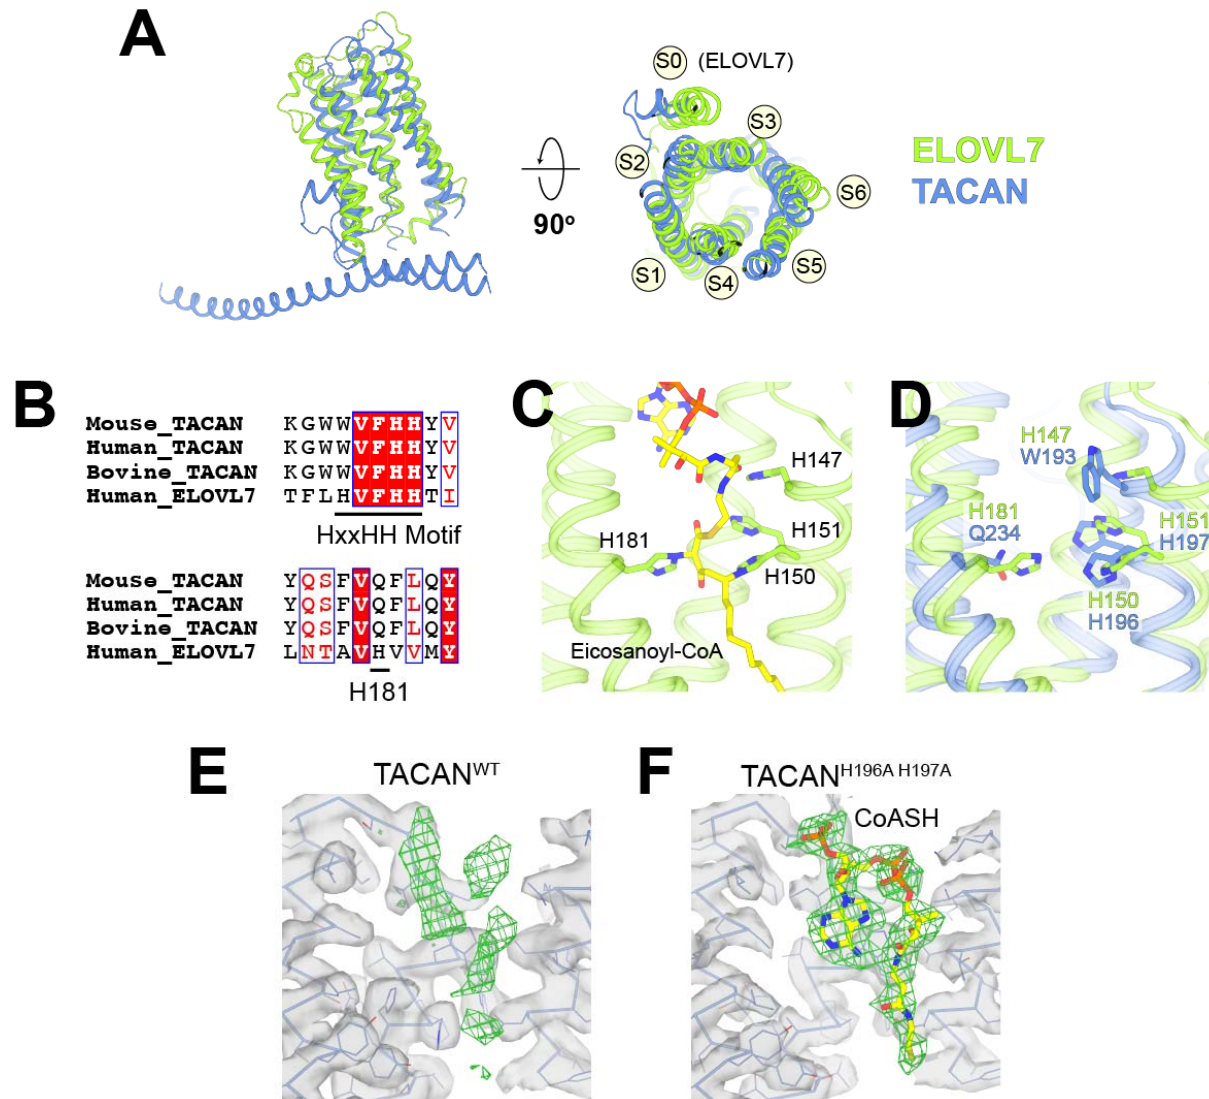 A
S0 (ELOVL7)
S3
S2
S6
S1
S4
S5
90°
ELOVL7
TACAN
B
Mouse_TACAN KGWWVFHHYV
Human_TACAN KGWWVFHHYV
Bovine_TACAN KGWWVFHHYV
Human_ELOVL7 TFLHVFHHTI
HxxHH Motif
Mouse_TACAN YQSFVQFLQY
Human_TACAN YQSFVQFLQY
Bovine_TACAN YQSFVQFLQY
Human_ELOVL7 LNTAVHVVMY
H181
C
H147
H151
H181
H150
Eicosanoyl-CoA
D
H147
W193
H181
Q234
H151
H197
H150
H196
E
TACANWT
F
TACANH196A H197A
CoASH